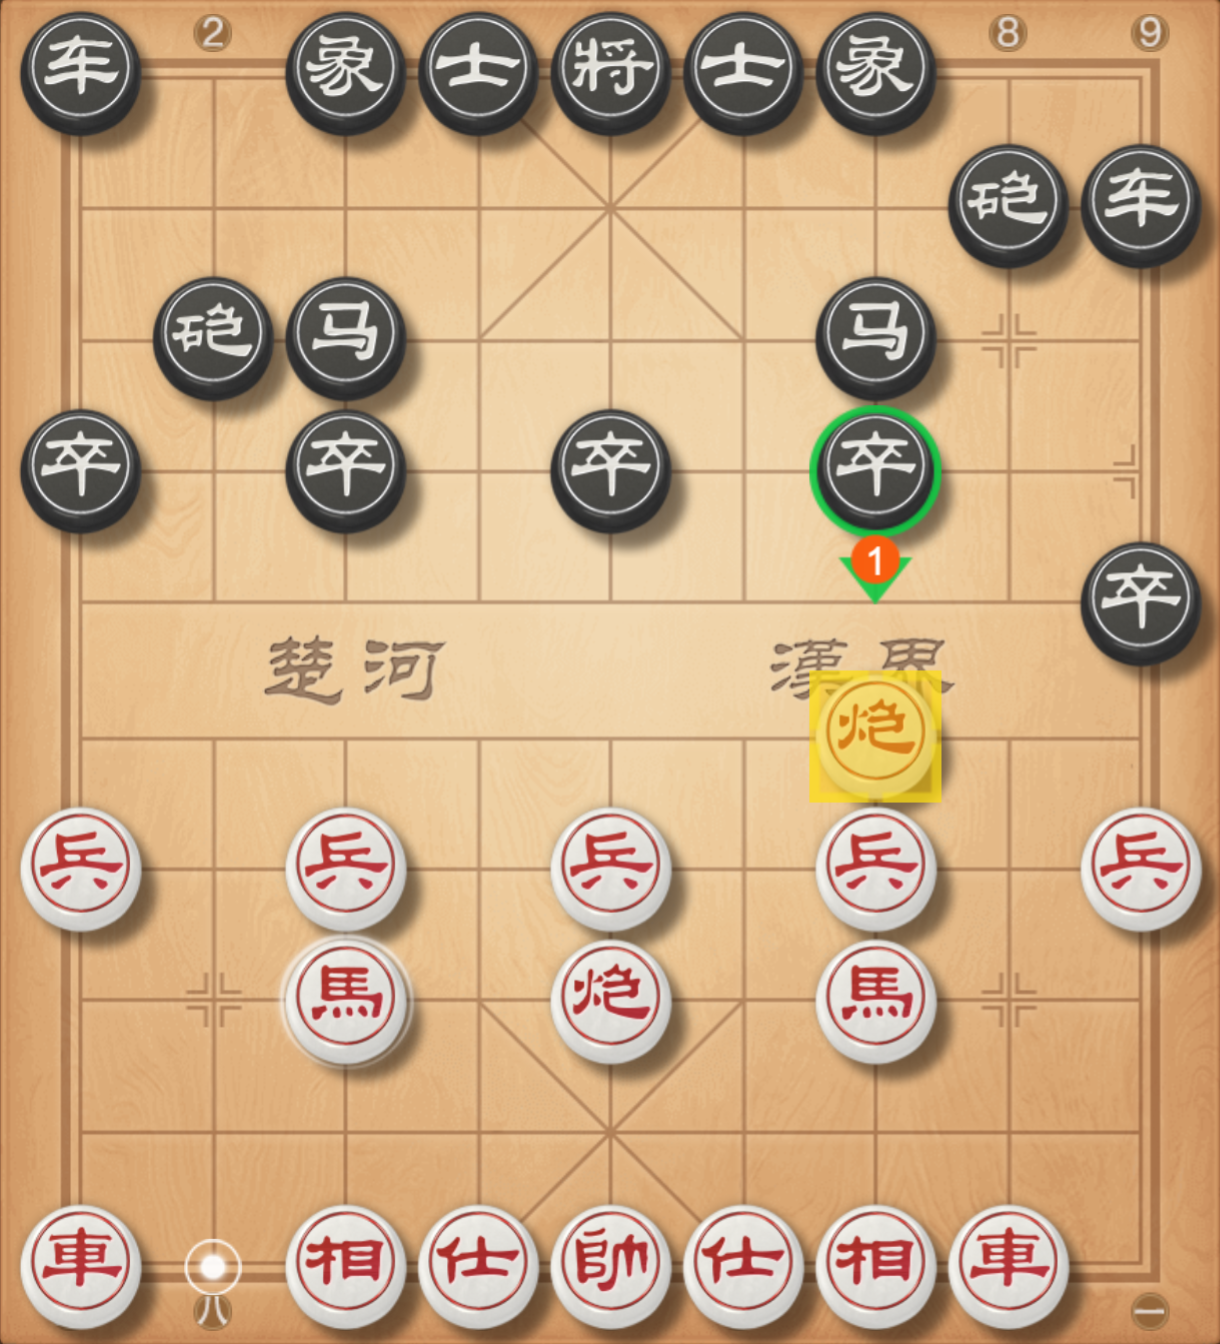 2 8 9
车 象 士 将 士 象
砲 车
砲 马 马
卒 卒 卒 卒
1
卒
楚河 漢界
炮
兵 兵 兵 兵 兵
馬 炮 馬
車 相 仕 帥 仕 相 車
八 一